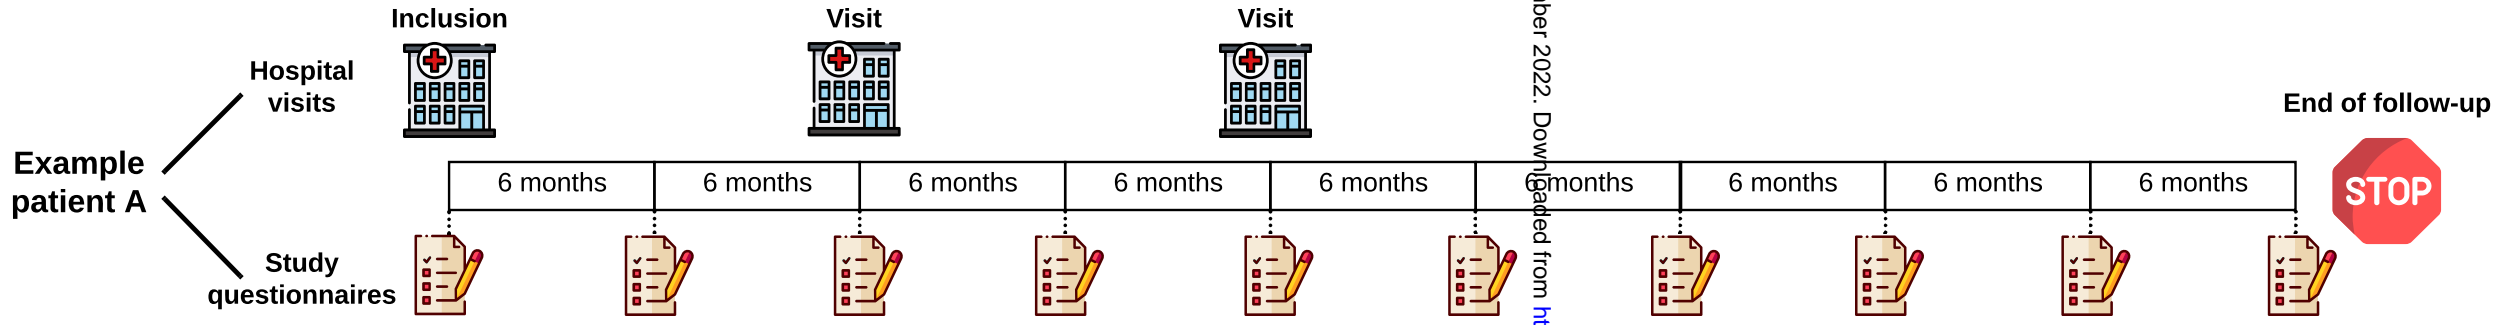 Inclusion
Visit
Visit
Hospital
visits
End of follow-up
Example
patient A
6 months
6 months
6 months
6 months
6 months
6 months
6 months
6 months
6 months
STOP
Study
questionnaires
2022. Downloaded from